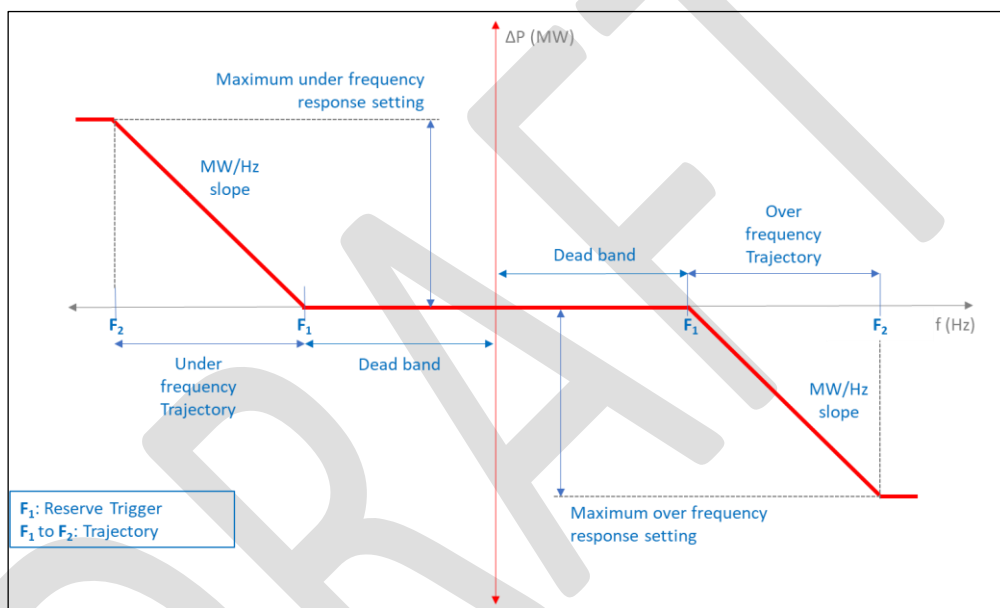 ΔP (MW)
Maximum under frequency
response setting
MW/Hz
slope
Over
frequency
Trajectory
Dead band
F₂
F₁
F₁
F₂
f (Hz)
Under
frequency
Trajectory
Dead band
MW/Hz
slope
F₁: Reserve Trigger
F₁ to F₂: Trajectory
Maximum over frequency
response setting
DRAFT